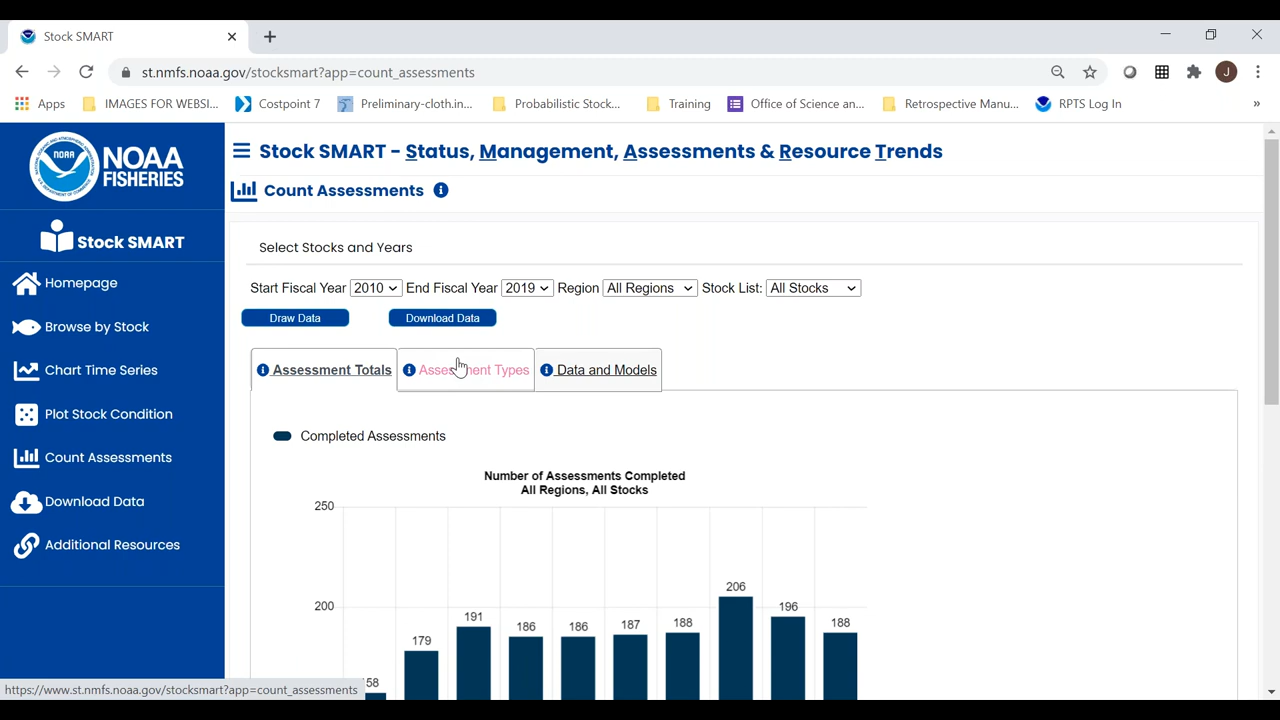 Stock SMART
st.nmfs.noaa.gov/stocksmart?app=count_assessments
J
Apps
IMAGES FOR WEBSI...
Costpoint 7
Preliminary-cloth.in...
Probabilistic Stock...
Training
Office of Science an...
Retrospective Manu...
RPTS Log In
»
NOAA
NOAA
FISHERIES
Stock SMART
Homepage
Browse by Stock
Chart Time Series
Plot Stock Condition
Count Assessments
Download Data
Additional Resources
Stock SMART - Status, Management, Assessments & Resource Trends
Count Assessments
Select Stocks and Years
Start Fiscal Year 2010 End Fiscal Year 2019 Region All Regions Stock List: All Stocks
Draw Data Download Data
Assessment Totals Assessment Types Data and Models
Completed Assessments
Number of Assessments Completed
All Regions, All Stocks
250
200
58
179
191
186
186
187
188
206
196
188
https://www.st.nmfs.noaa.gov/stocksmart?app=count_assessments